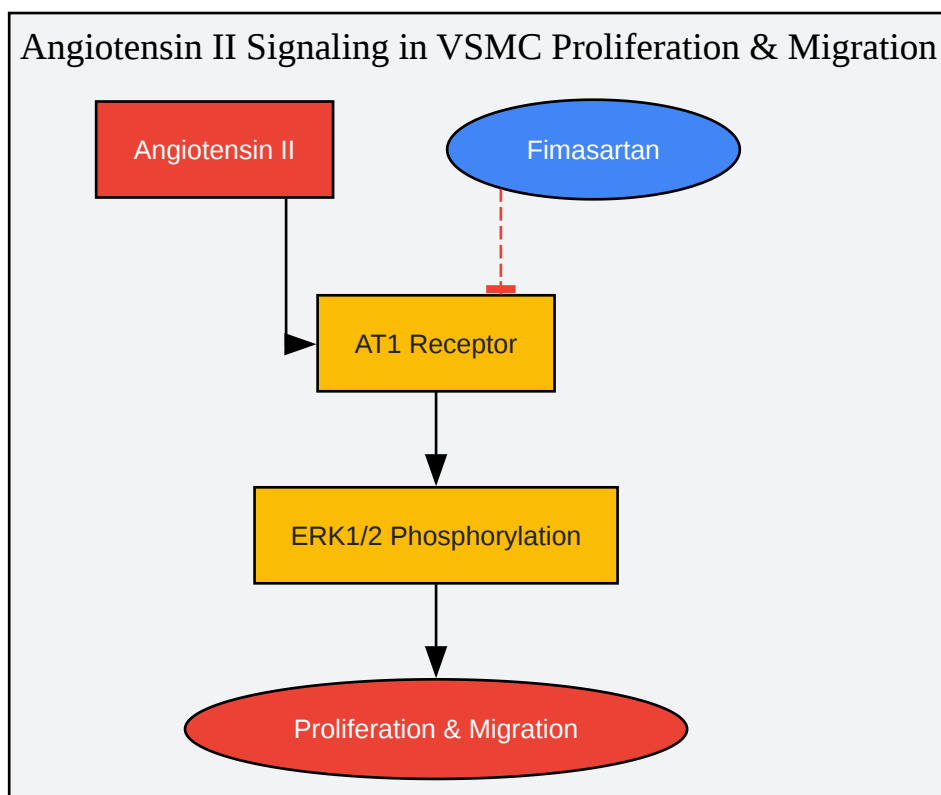 Angiotensin II Signaling in VSMC Proliferation & Migration
Angiotensin II
Fimasartan
AT1 Receptor
ERK1/2 Phosphorylation
Proliferation & Migration